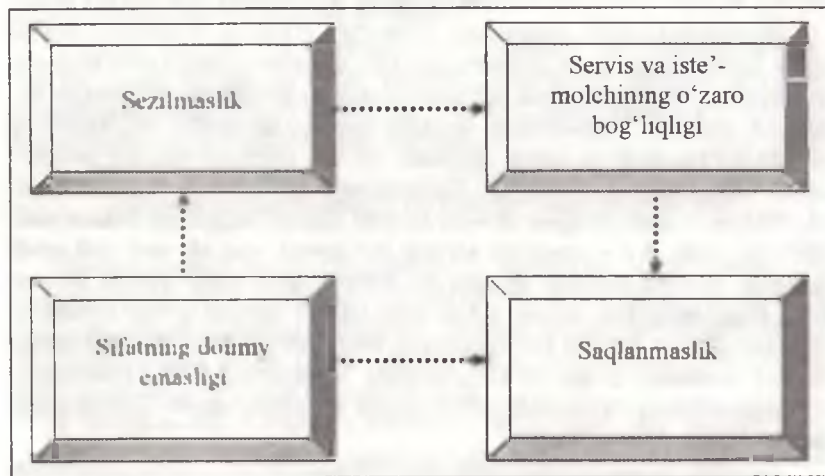 Sezilmaslik
Servis va iste’-
molchining o‘zaro
bog‘liqligi
Sifatning doimiy
emasligi
Saqlanmaslik